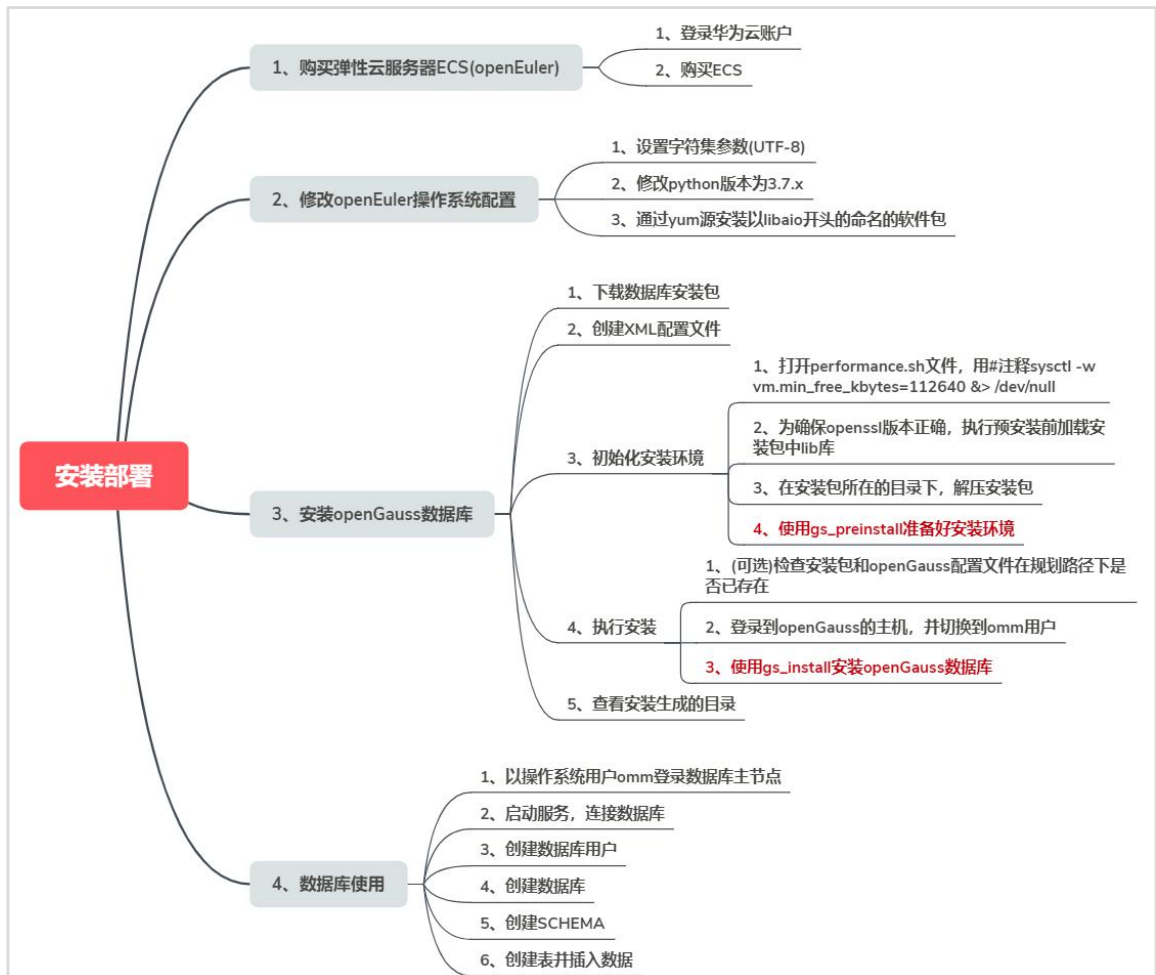 安装部署
1、购买弹性云服务器ECS(openEuler)
1、登录华为云账户
2、购买ECS
2、修改openEuler操作系统配置
1、设置字符集参数(UTF-8)
2、修改python版本为3.7.x
3、通过yum源安装以libaio开头的命名的软件包
3、安装openGauss数据库
1、下载数据库安装包
2、创建XML配置文件
3、初始化安装环境
1、打开performance.sh文件，用#注释sysctl -w
vm.min_free_kbytes=112640 &> /dev/null
2、为确保openssl版本正确，执行预安装前加载安
装包中lib库
3、在安装包所在的目录下，解压安装包
4、使用gs_preinstall准备好安装环境
4、执行安装
1、(可选)检查安装包和openGauss配置文件在规划路径下是
否已存在
2、登录到openGauss的主机，并切换到omm用户
3、使用gs_install安装openGauss数据库
5、查看安装生成的目录
4、数据库使用
1、以操作系统用户omm登录数据库主节点
2、启动服务，连接数据库
3、创建数据库用户
4、创建数据库
5、创建SCHEMA
6、创建表并插入数据